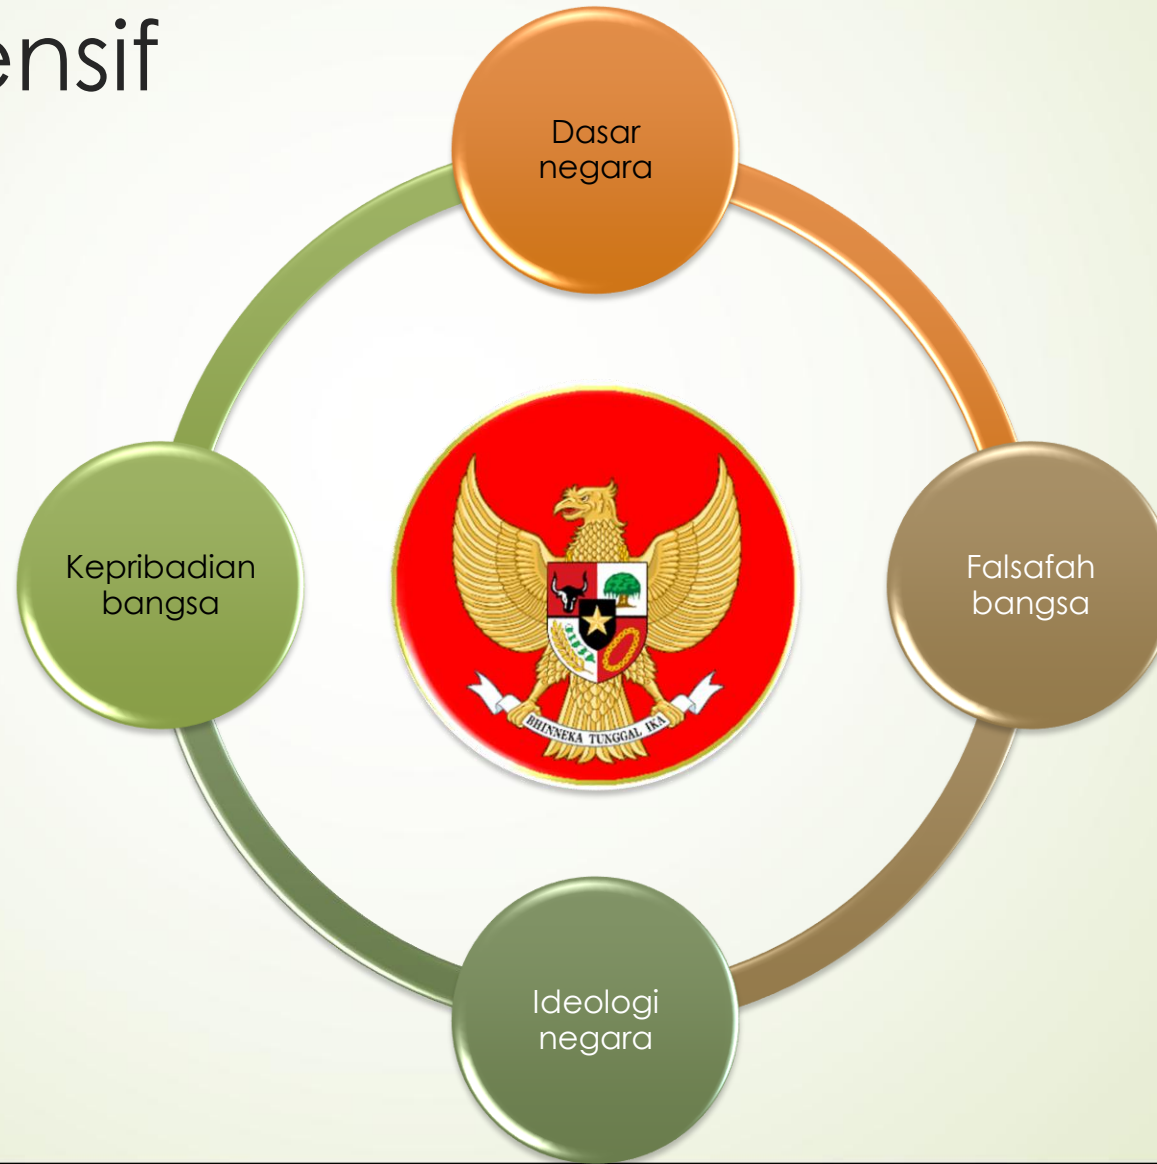 ensif
Dasar
negara
Kepribadian
bangsa
Falsafah
bangsa
BHINNEKA TUNGGAL IKA
Ideologi
negara